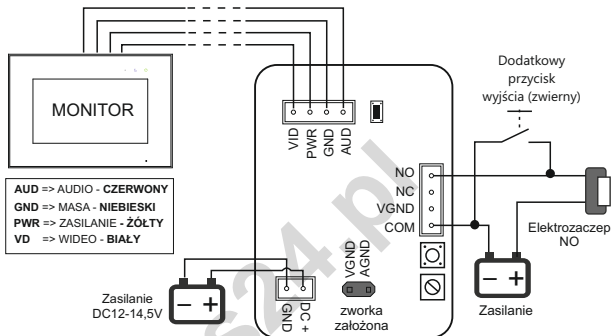 MONITOR
AUD => AUDIO - CZERWONY
GND => MASA - NIEBIESKI
PWR => ZASILANIE - ŻÓŁTY
VD => WIDEO - BIAŁY
VID
PWR
GND
AUD
Dodatkowy
przycisk
wyjścia (zwierny)
NO
NC
VGND
COM
Elektrozaczep
NO
VGND
AGND
zworka
założona
GND
DC +
Zasilanie
DC12-14,5V
- +
- +
Zasilanie
s24.pl